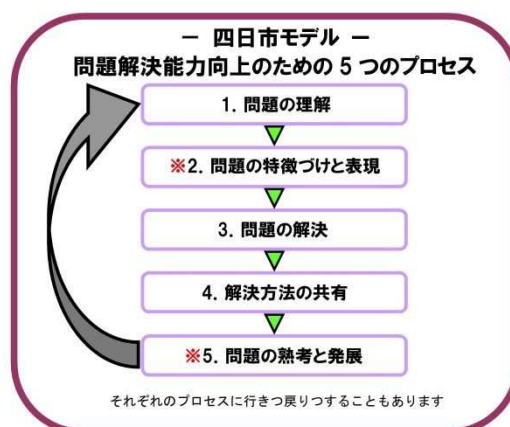 ― 四日市モデル ―
問題解決能力向上のための 5 つのプロセス
1. 問題の理解
※2. 問題の特徴づけと表現
3. 問題の解決
4. 解決方法の共有
※5. 問題の熟考と発展
それぞれのプロセスに行きつ戻りつすることもあります